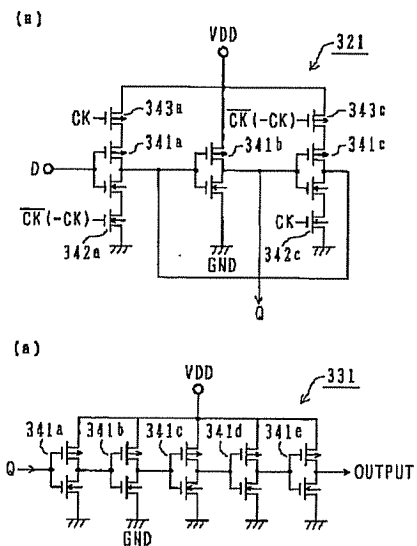 (B)
VDD
321
CK
343a
CK(-CK)
343c
341a
341b
341c
D
CK(-CK)
CK
342a
GND
342c
Q
(a)
VDD
331
341a
341b
341c
341d
341e
Q
OUTPUT
GND